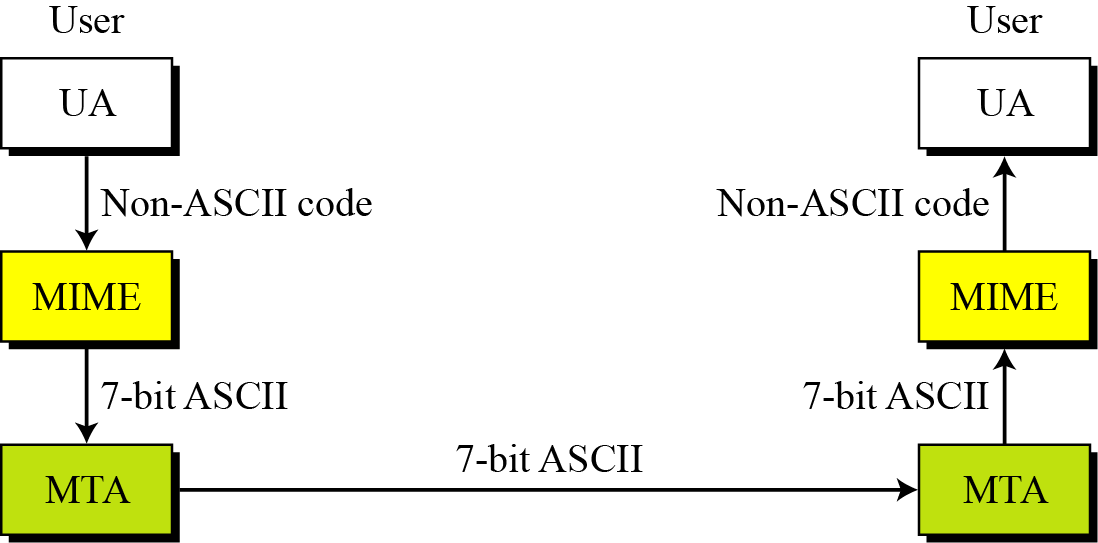 User
User
UA
UA
Non-ASCII code
Non-ASCII code
MIME
MIME
7-bit ASCII
7-bit ASCII
7-bit ASCII
MTA
MTA